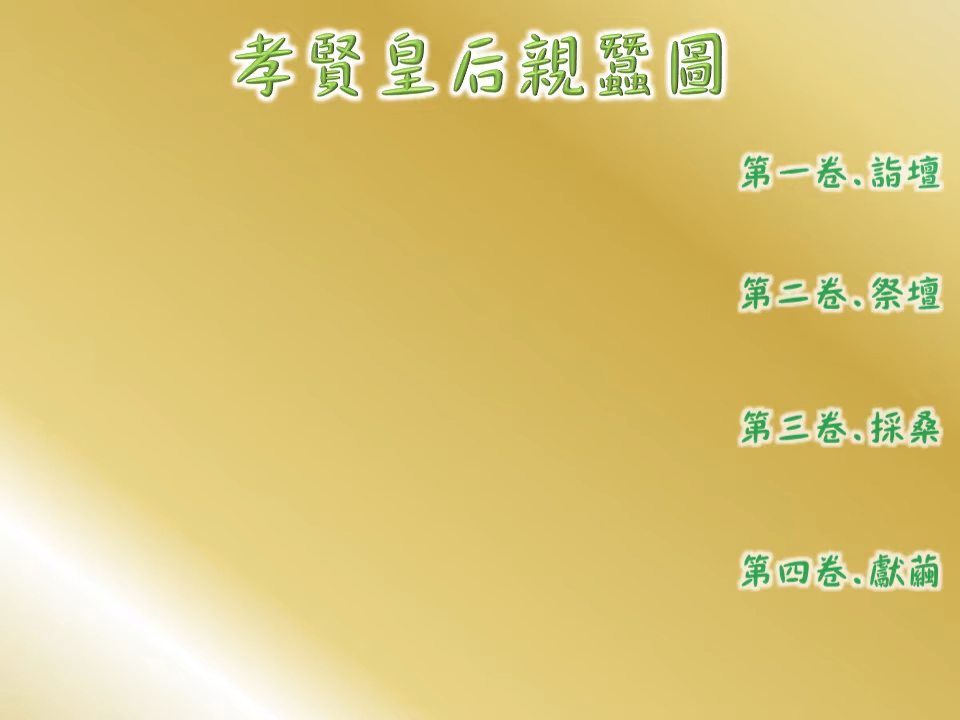 孝賢皇后親蠶圖
第一卷、詣壇
第二卷、祭壇
第三卷、採桑
第四卷、獻繭